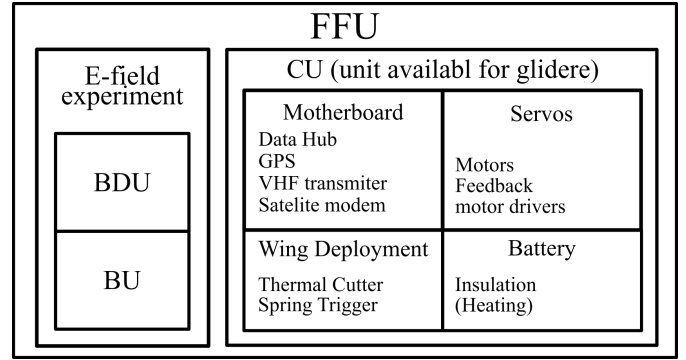 FFU
E-field
experiment
BDU
BU
CU (unit availabl for glidere)
Motherboard
Data Hub
GPS
VHF transmiter
Satelite modem
Servos
Motors
Feedback
motor drivers
Wing Deployment
Thermal Cutter
Spring Trigger
Battery
Insulation
(Heating)